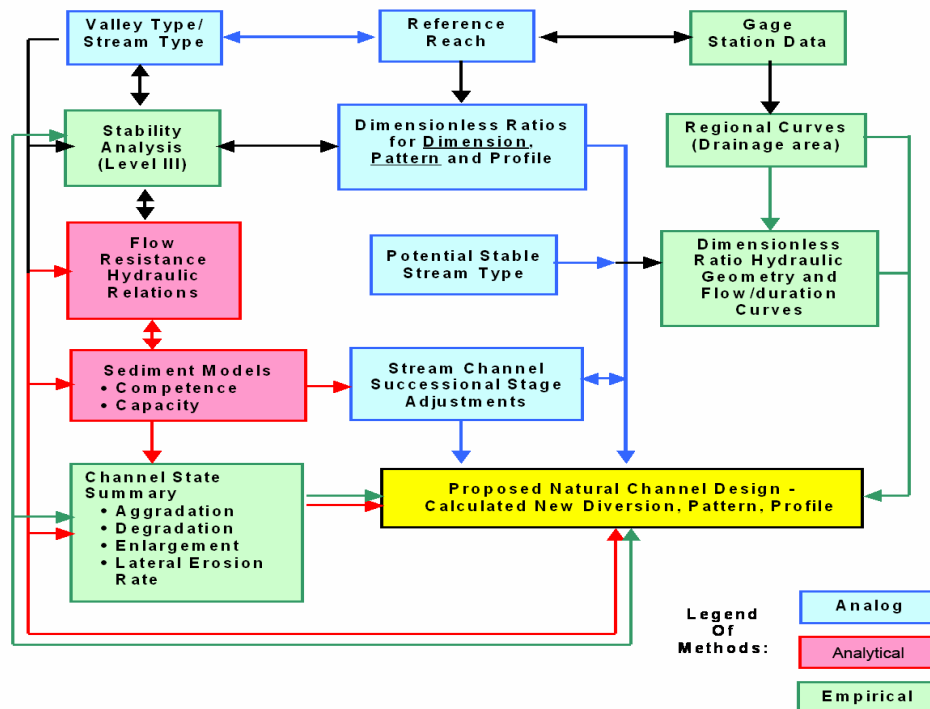 Valley Type/
Stream Type
Reference
Reach
Gage
Station Data
Stability
Analysis
(Level III)
Dimensionless Ratios
for Dimension,
Pattern and Profile
Regional Curves
(Drainage area)
Flow
Resistance
Hydraulic
Relations
Potential Stable
Stream Type
Dimensionless
Ratio Hydraulic
Geometry and
Flow/duration
Curves
Sediment Models
• Competence
• Capacity
Stream Channel
Successional Stage
Adjustments
Channel State
Summary
• Aggradation
• Degradation
• Enlargement
• Lateral Erosion
Rate
Proposed Natural Channel Design -
Calculated New Diversion, Pattern, Profile
Legend
Of
Methods:
Analog
Analytical
Empirical